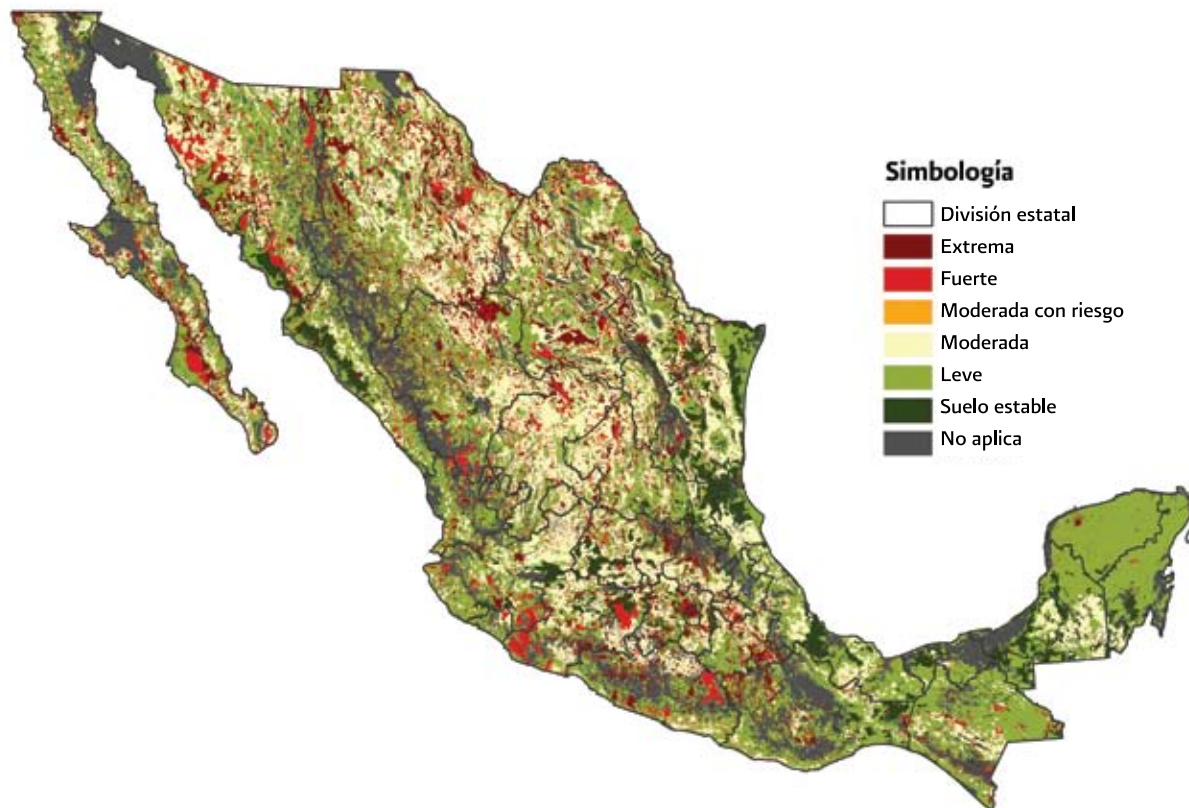 Simbología
División estatal
Extrema
Fuerte
Moderada con riesgo
Moderada
Leve
Suelo estable
No aplica